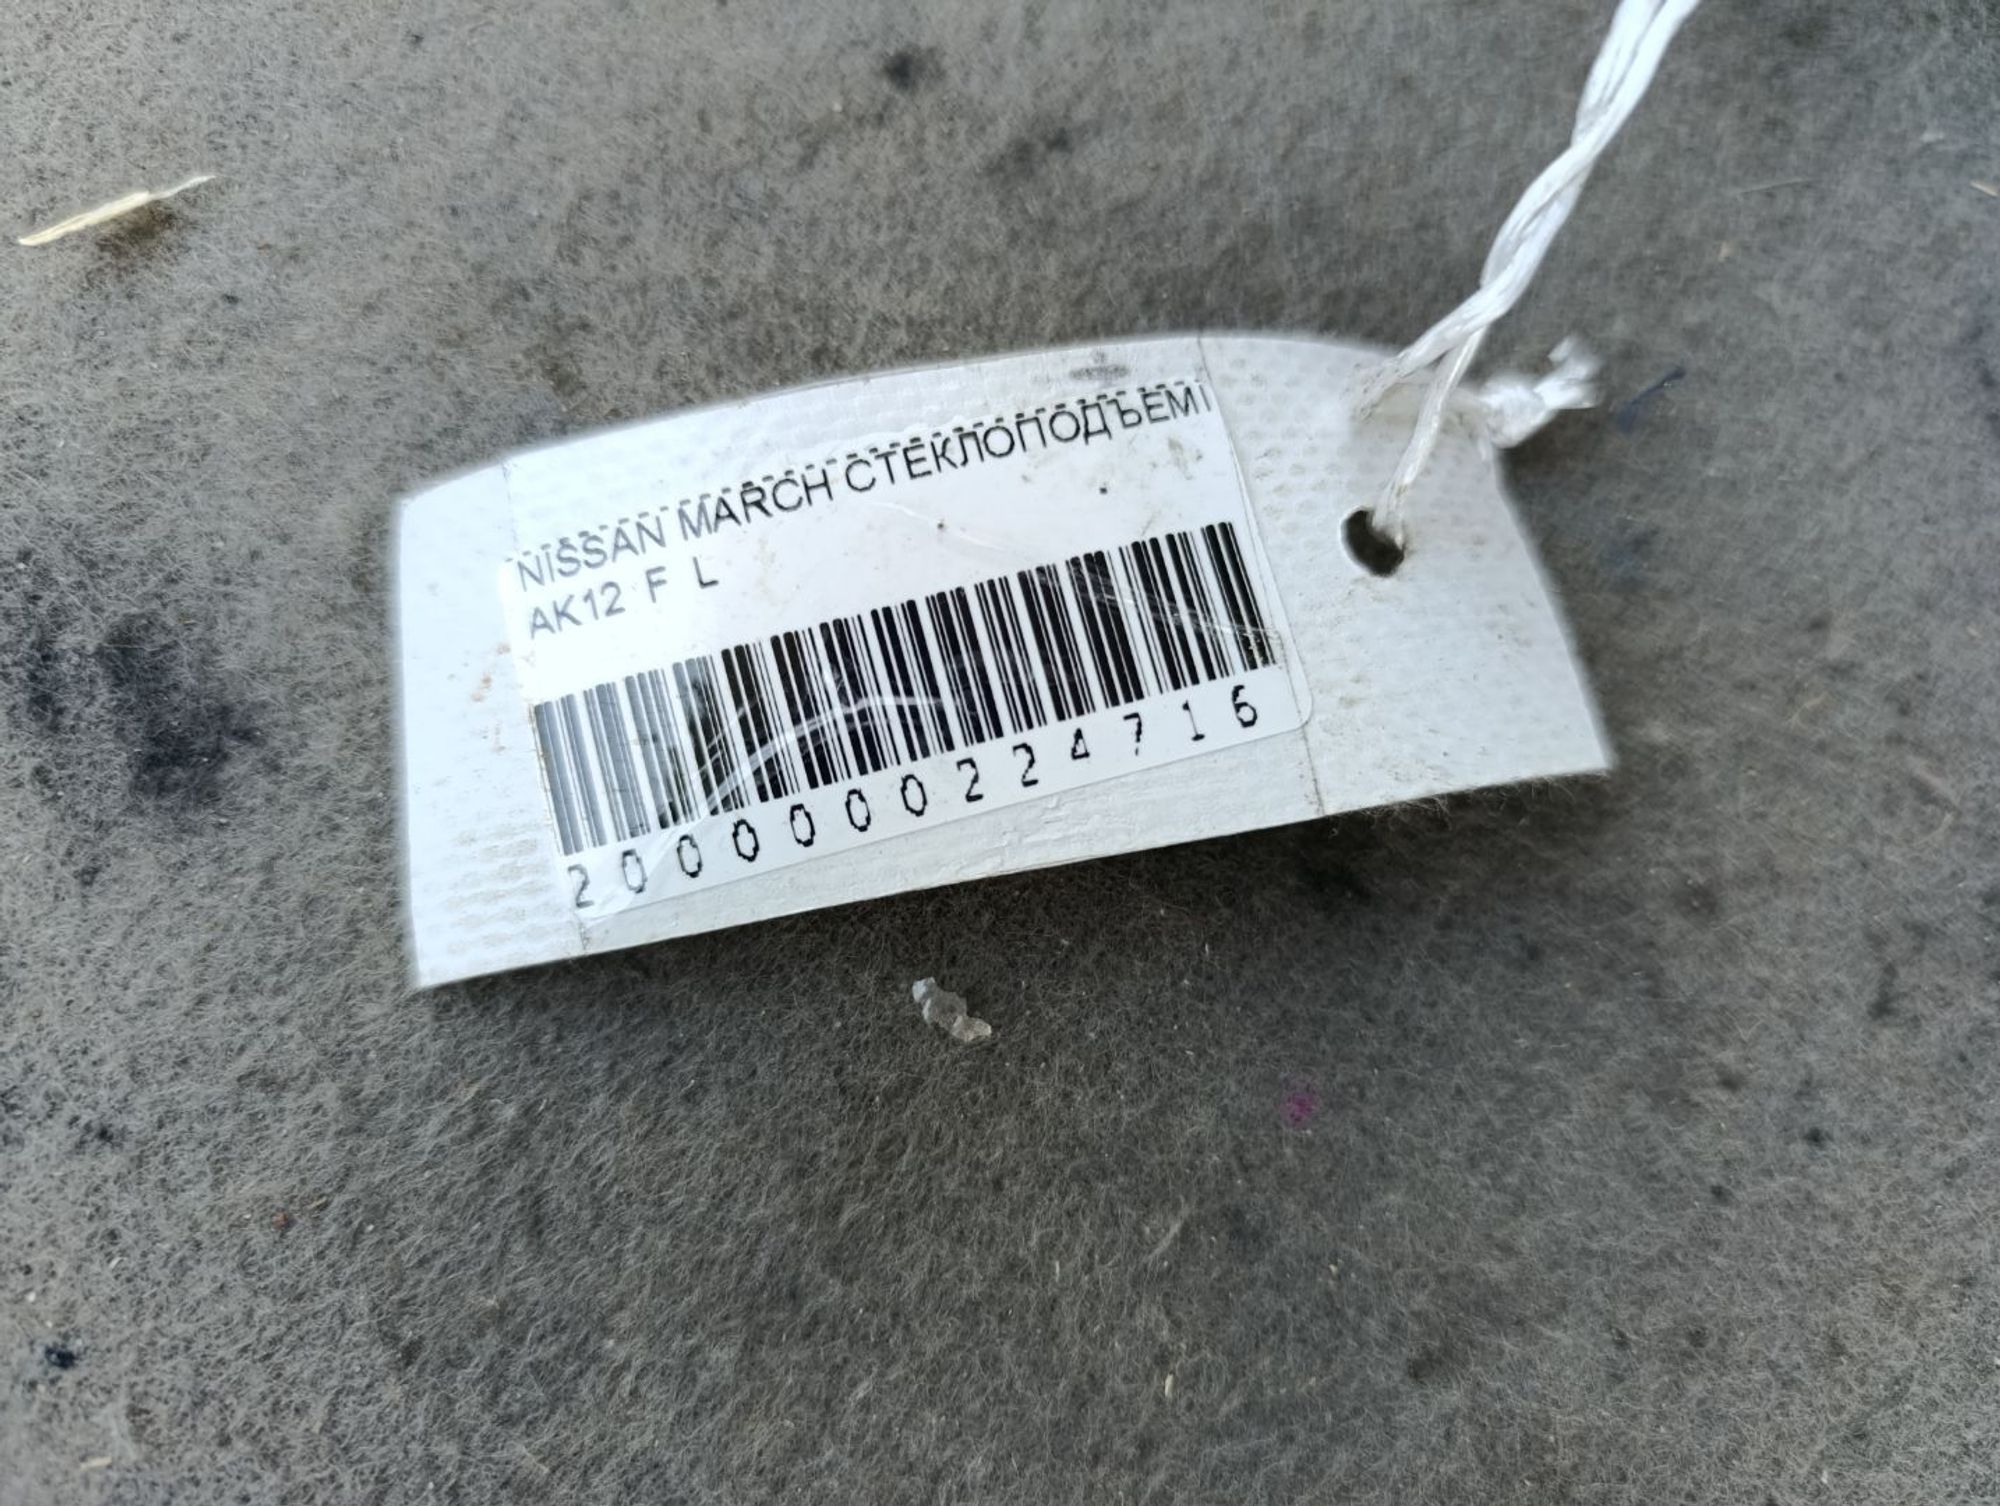 NISSAN MARCH СТЕКЛОПОДЪЕМ
AK12 F L
2000000224716